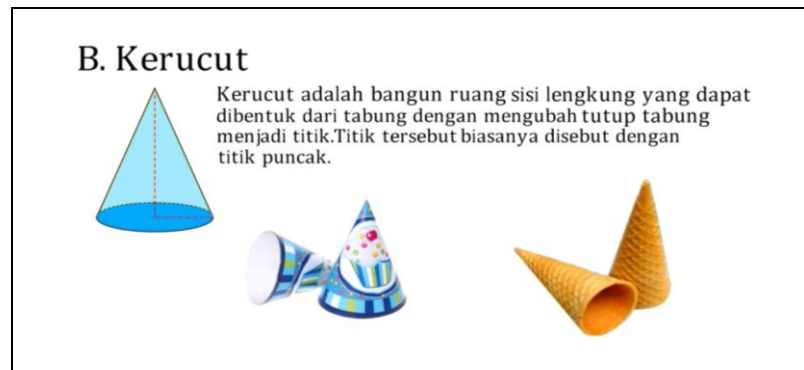 B. Kerucut
Kerucut adalah bangun ruang sisi lengkung yang dapat
dibentuk dari tabung dengan mengubah tutup tabung
menjadi titik.Titik tersebut biasanya disebut dengan
titik puncak.